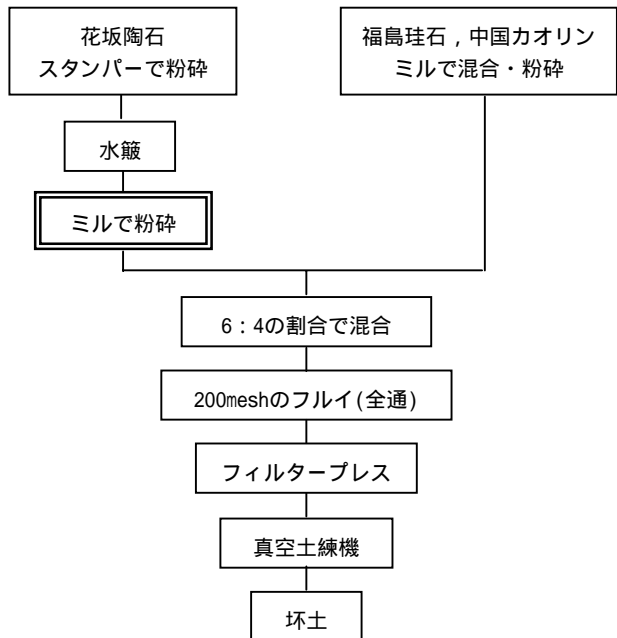 花坂陶石
スタンパーで粉砕
福島珪石,中国カオリン
ミルで混合・粉砕
水簸
ミルで粉砕
6:4の割合で混合
200meshのフルイ(全通)
フィルタープレス
真空土練機
坏土